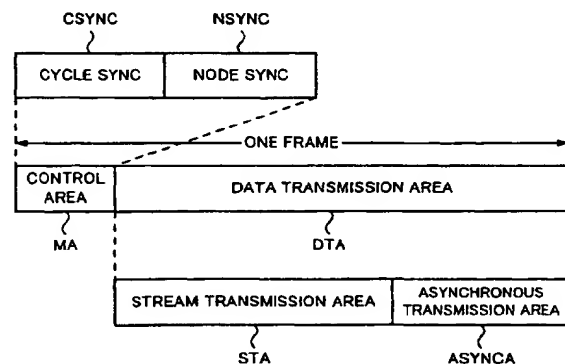 CSYNC NSYNC
CYCLE SYNC NODE SYNC
ONE FRAME
CONTROL AREA DATA TRANSMISSION AREA
MA DTA
STREAM TRANSMISSION AREA ASYNCHRONOUS TRANSMISSION AREA
STA ASYNCA